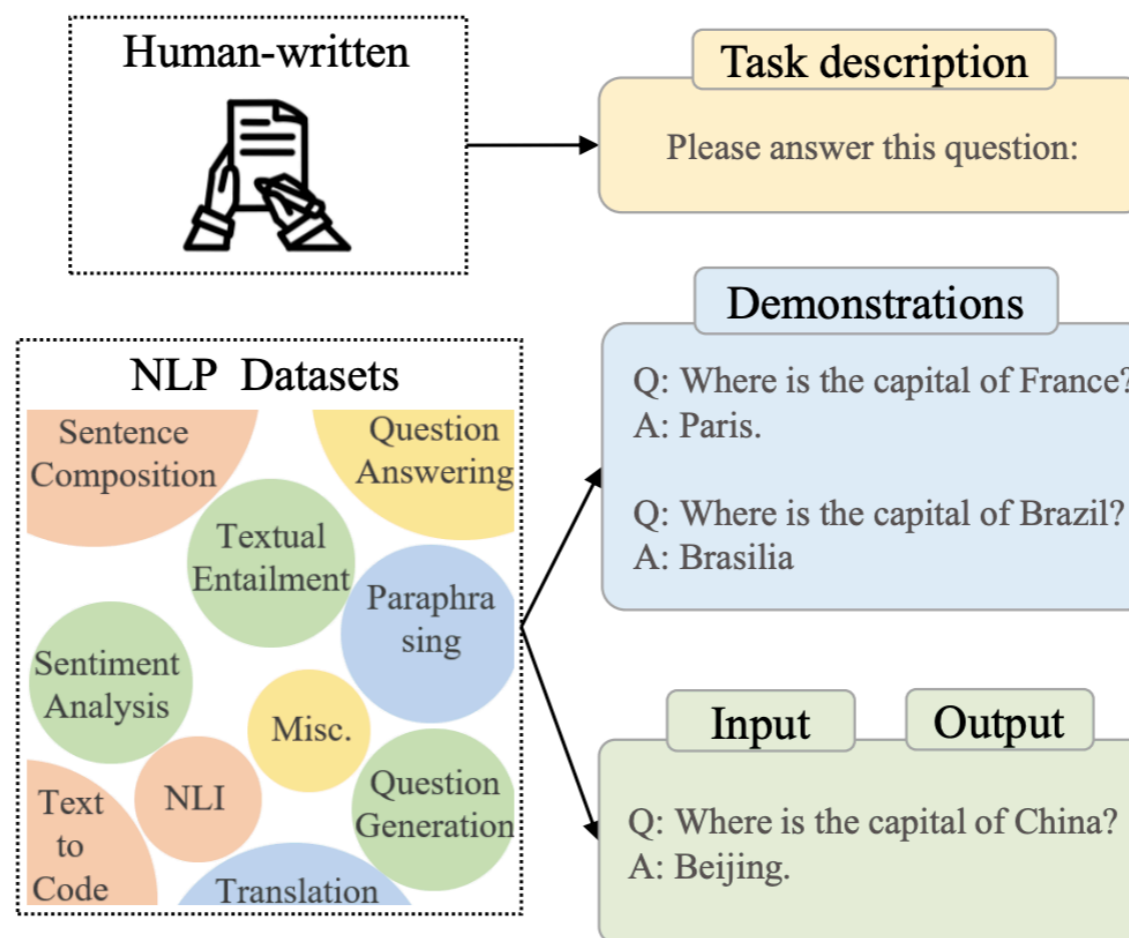 Human-written
Task description
Please answer this question:
Demonstrations
Q: Where is the capital of France?
A: Paris.
Q: Where is the capital of Brazil?
A: Brasilia
NLP Datasets
Sentence
Composition
Question
Answering
Textual
Entailment
Paraphra
sing
Sentiment
Analysis
Misc.
NLI
Question
Generation
Text
to
Code
Translation
Input
Output
Q: Where is the capital of China?
A: Beijing.